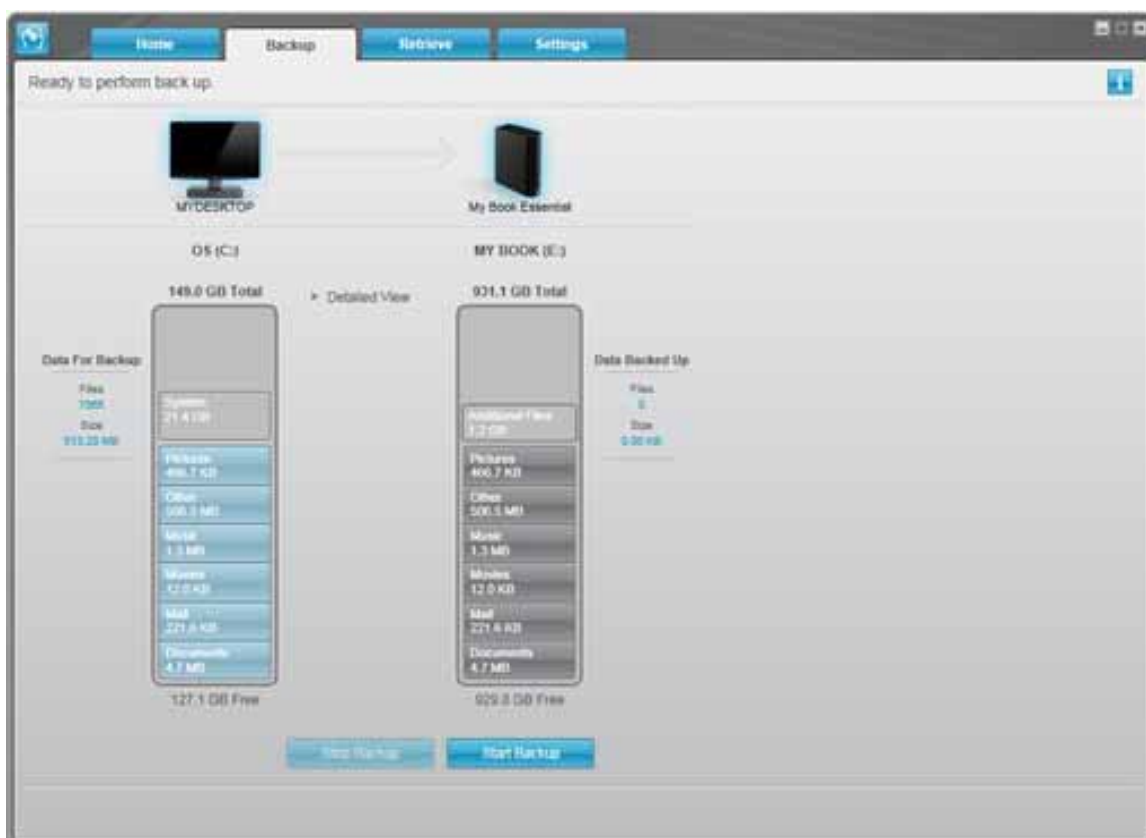 Home
Backup
Retrieve
Settings
Ready to perform back up.
i
MYDESKTOP
My Book Essential
OS (C:)
MY BOOK (E:)
149.0 GB Total
Detailed View
931.1 GB Total
Data For Backup
Files
Size
System
21.4 GB
Pictures
466.7 KB
Other
506.5 MB
Music
1.3 MB
Movies
12.0 KB
Mail
221.6 KB
Documents
4.7 MB
127.1 GB Free
Additional Files
1.2 GB
Pictures
466.7 KB
Other
506.5 MB
Music
1.3 MB
Movies
12.0 KB
Mail
221.6 KB
Documents
4.7 MB
929.8 GB Free
Data Backed Up
Files
0
Size
0.00 KB
Stop Backup
Start Backup